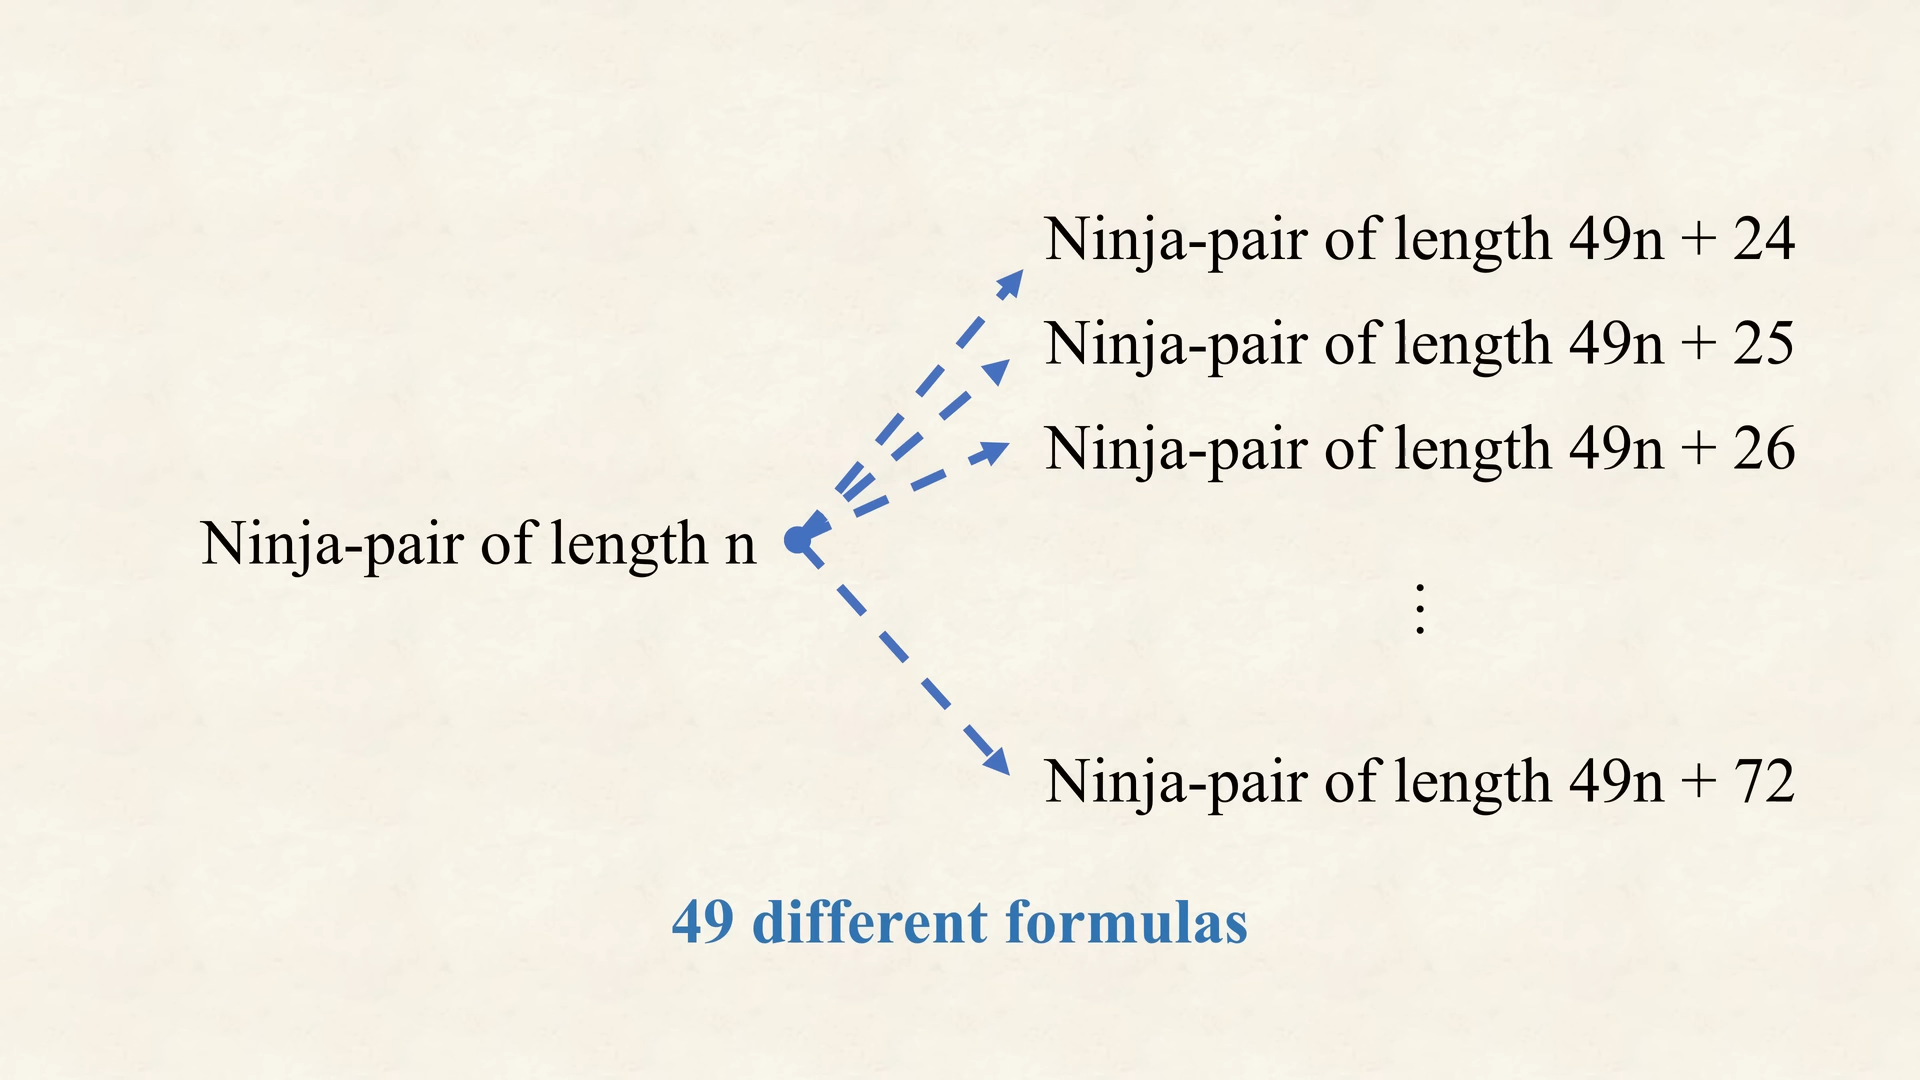 Ninja-pair of length 49n + 24
Ninja-pair of length 49n + 25
Ninja-pair of length 49n + 26
Ninja-pair of length n
⋮
Ninja-pair of length 49n + 72
49 different formulas